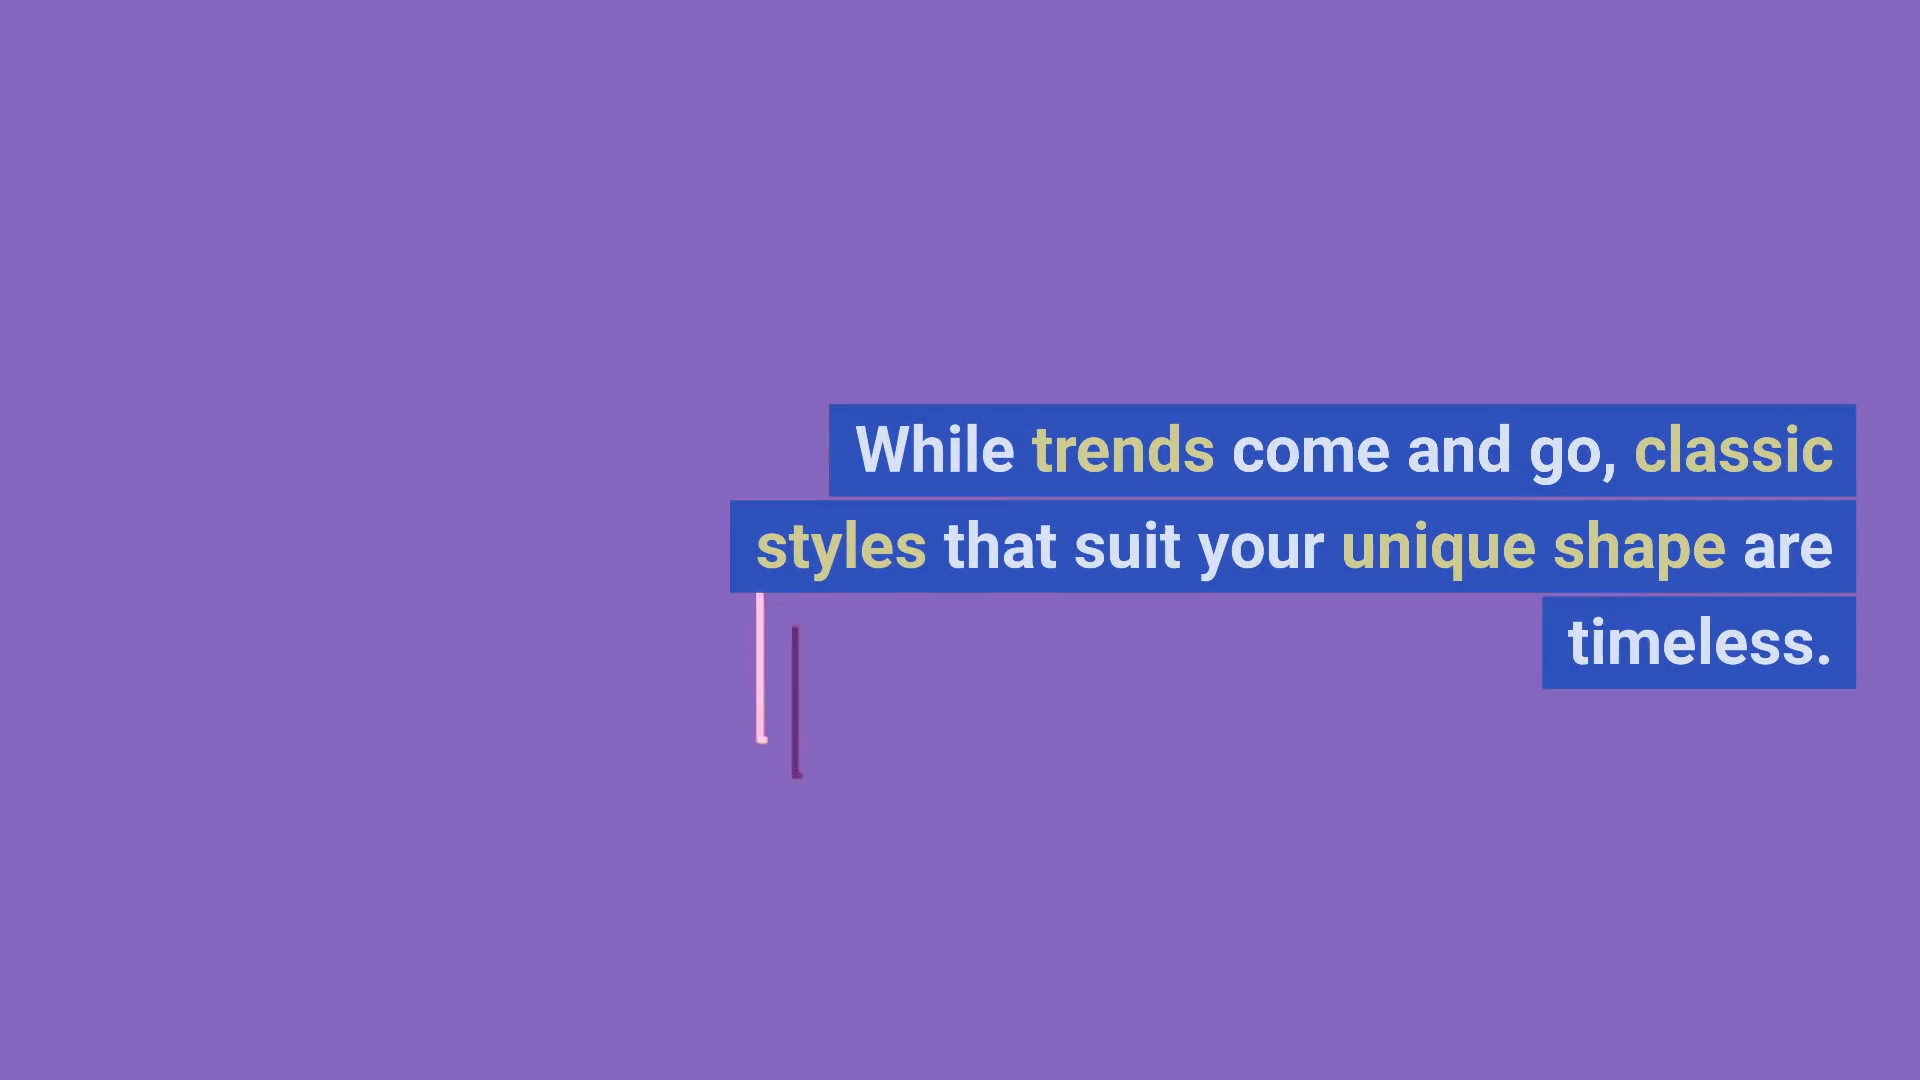 While trends come and go, classic
styles that suit your unique shape are
timeless.